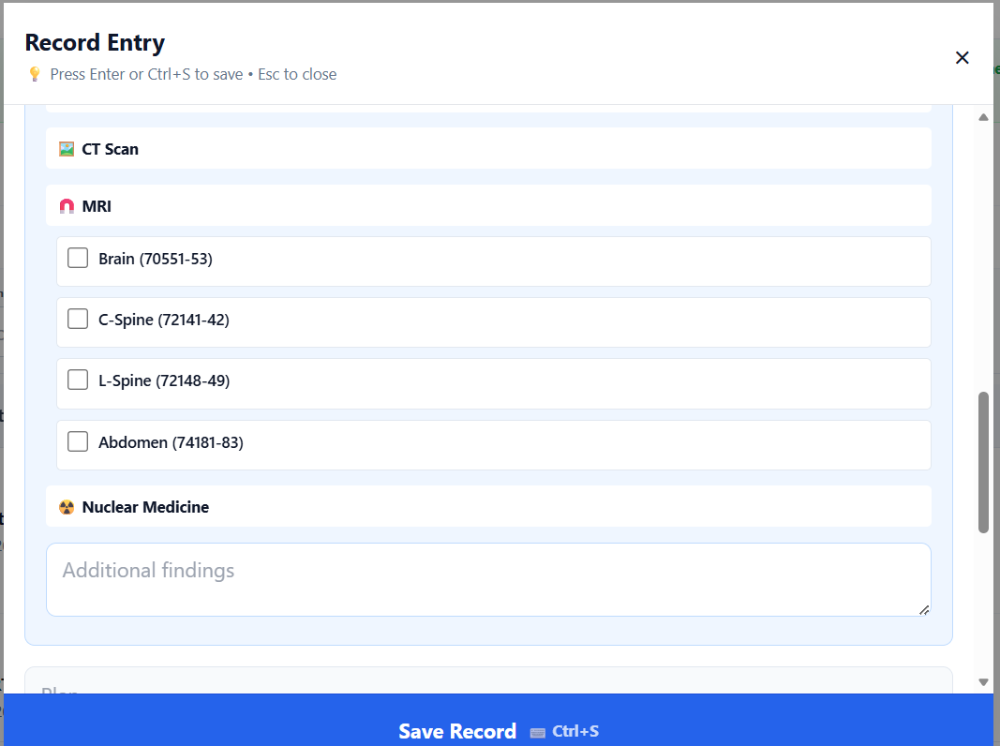 Record Entry
Press Enter or Ctrl+S to save • Esc to close
CT Scan
MRI
Brain (70551-53)
C-Spine (72141-42)
L-Spine (72148-49)
Abdomen (74181-83)
Nuclear Medicine
Additional findings
Save Record Ctrl+S